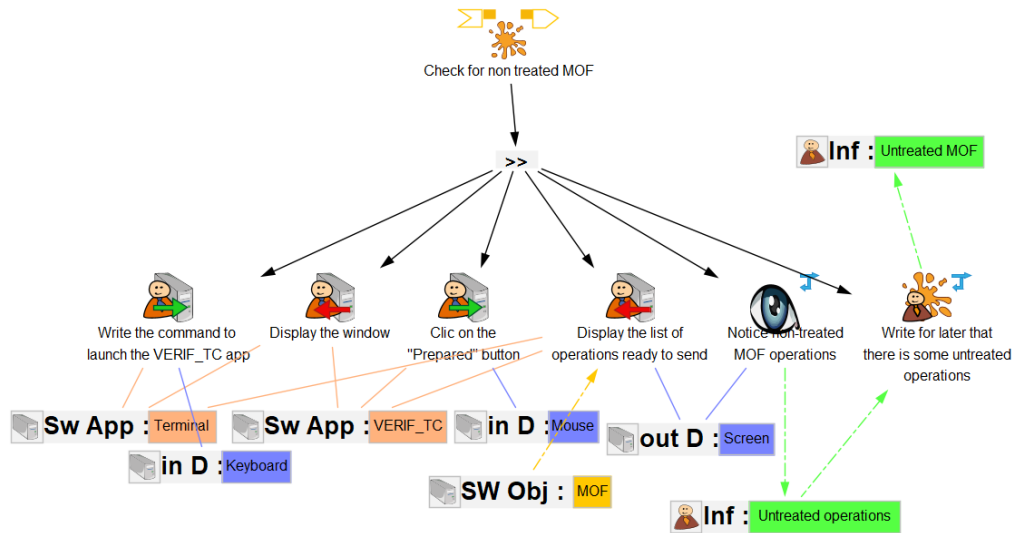 Check for non treated MOF
>>
Inf : Untreated MOF
Write the command to
launch the VERIF_TC app
Display the window
Clic on the
"Prepared" button
Display the list of
operations ready to send
Notice non-treated
MOF operations
Write for later that
there is some untreated
operations
Sw App : Terminal
Sw App : VERIF_TC
in D : Mouse
out D : Screen
in D : Keyboard
SW Obj : MOF
Inf : Untreated operations